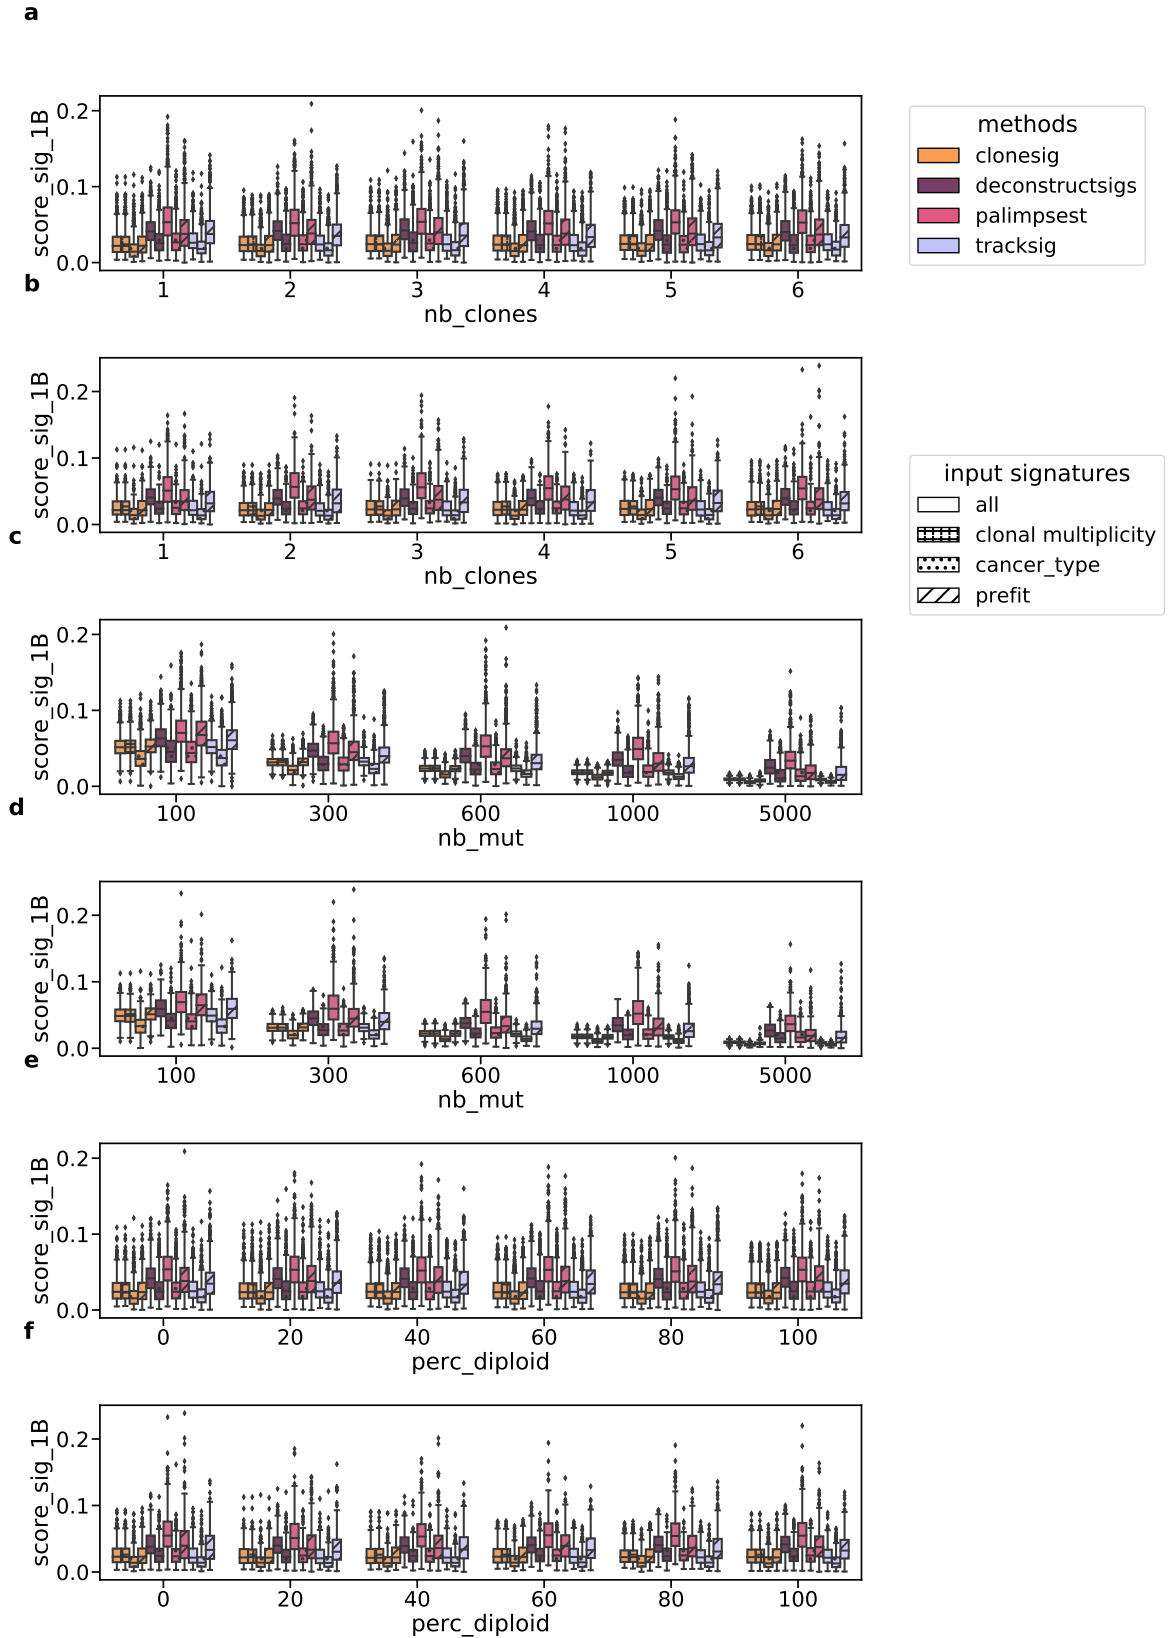 a
score_sig_1B
0.2
0.1
0.0
1 2 3 4 5 6
nb_clones
methods
clonesig
deconstructsigs
palimpsest
tracksig
b
score_sig_1B
0.2
0.1
0.0
1 2 3 4 5 6
nb_clones
input signatures
all
clonal multiplicity
cancer_type
prefit
c
score_sig_1B
0.2
0.1
0.0
100 300 600 1000 5000
nb_mut
d
score_sig_1B
0.2
0.1
0.0
100 300 600 1000 5000
nb_mut
e
score_sig_1B
0.2
0.1
0.0
0 20 40 60 80 100
perc_diploid
f
score_sig_1B
0.2
0.1
0.0
0 20 40 60 80 100
perc_diploid